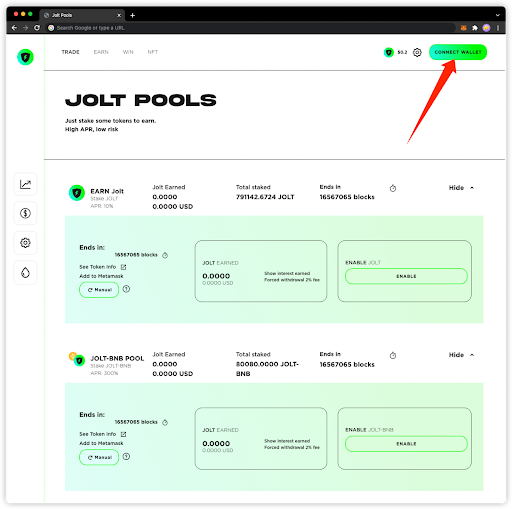 Jolt Pools
Search Google or type a URL
TRADE EARN WIN NFT
$0.2
CONNECT WALLET
JOLT POOLS
Just stake some tokens to earn.
High APR, low risk
EARN Jolt
Stake JOLT
APR: 10%
Jolt Earned
0.0000
0.0000 USD
Total staked
791142.6724 JOLT
Ends in
16567065 blocks
Hide
Ends in:
16567065 blocks
See Token Info
Add to Metamask
Manual
JOLT EARNED
0.0000
0.0000 USD
Show interest earned
Forced withdrawal 2% fee
ENABLE JOLT
ENABLE
JOLT-BNB POOL
Stake JOLT-BNB
APR: 300%
Jolt Earned
0.0000
0.0000 USD
Total staked
80080.0000 JOLT-
BNB
Ends in
16567065 blocks
Hide
Ends in:
16567065 blocks
See Token Info
Add to Metamask
Manual
JOLT EARNED
0.0000
0.0000 USD
Show interest earned
Forced withdrawal 2% fee
ENABLE JOLT-BNB
ENABLE